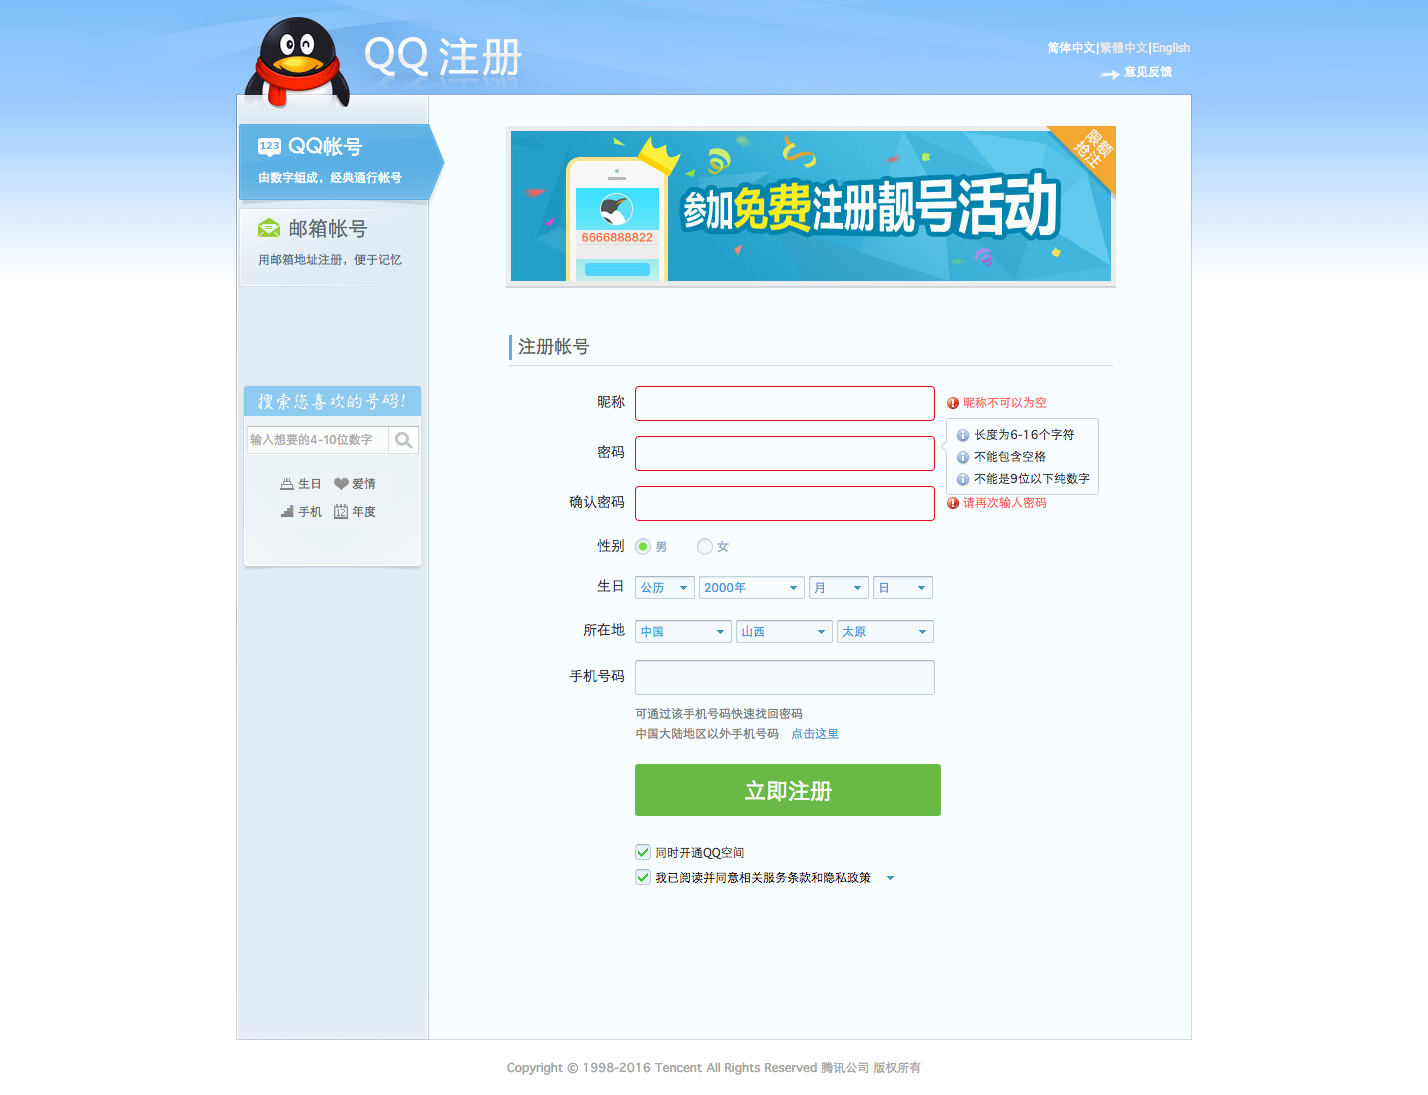 QQ 注册
简体中文|繁體中文|English
意见反馈
123 QQ帐号
由数字组成，经典通行帐号
邮箱帐号
用邮箱地址注册，便于记忆
搜索您喜欢的号码!
输入想要的4-10位数字
生日 爱情
手机 12 年度
限额
抢注
参加免费注册靓号活动
6666888822
注册帐号
昵称 昵称不可以为空
密码
长度为6-16个字符
不能包含空格
不能是9位以下纯数字
确认密码 请再次输入密码
性别 男 女
生日 公历 2000年 月 日
所在地 中国 山西 太原
手机号码
可通过该手机号码快速找回密码
中国大陆地区以外手机号码 点击这里
立即注册
同时开通QQ空间
我已阅读并同意相关服务条款和隐私政策
Copyright © 1998-2016 Tencent All Rights Reserved 腾讯公司 版权所有